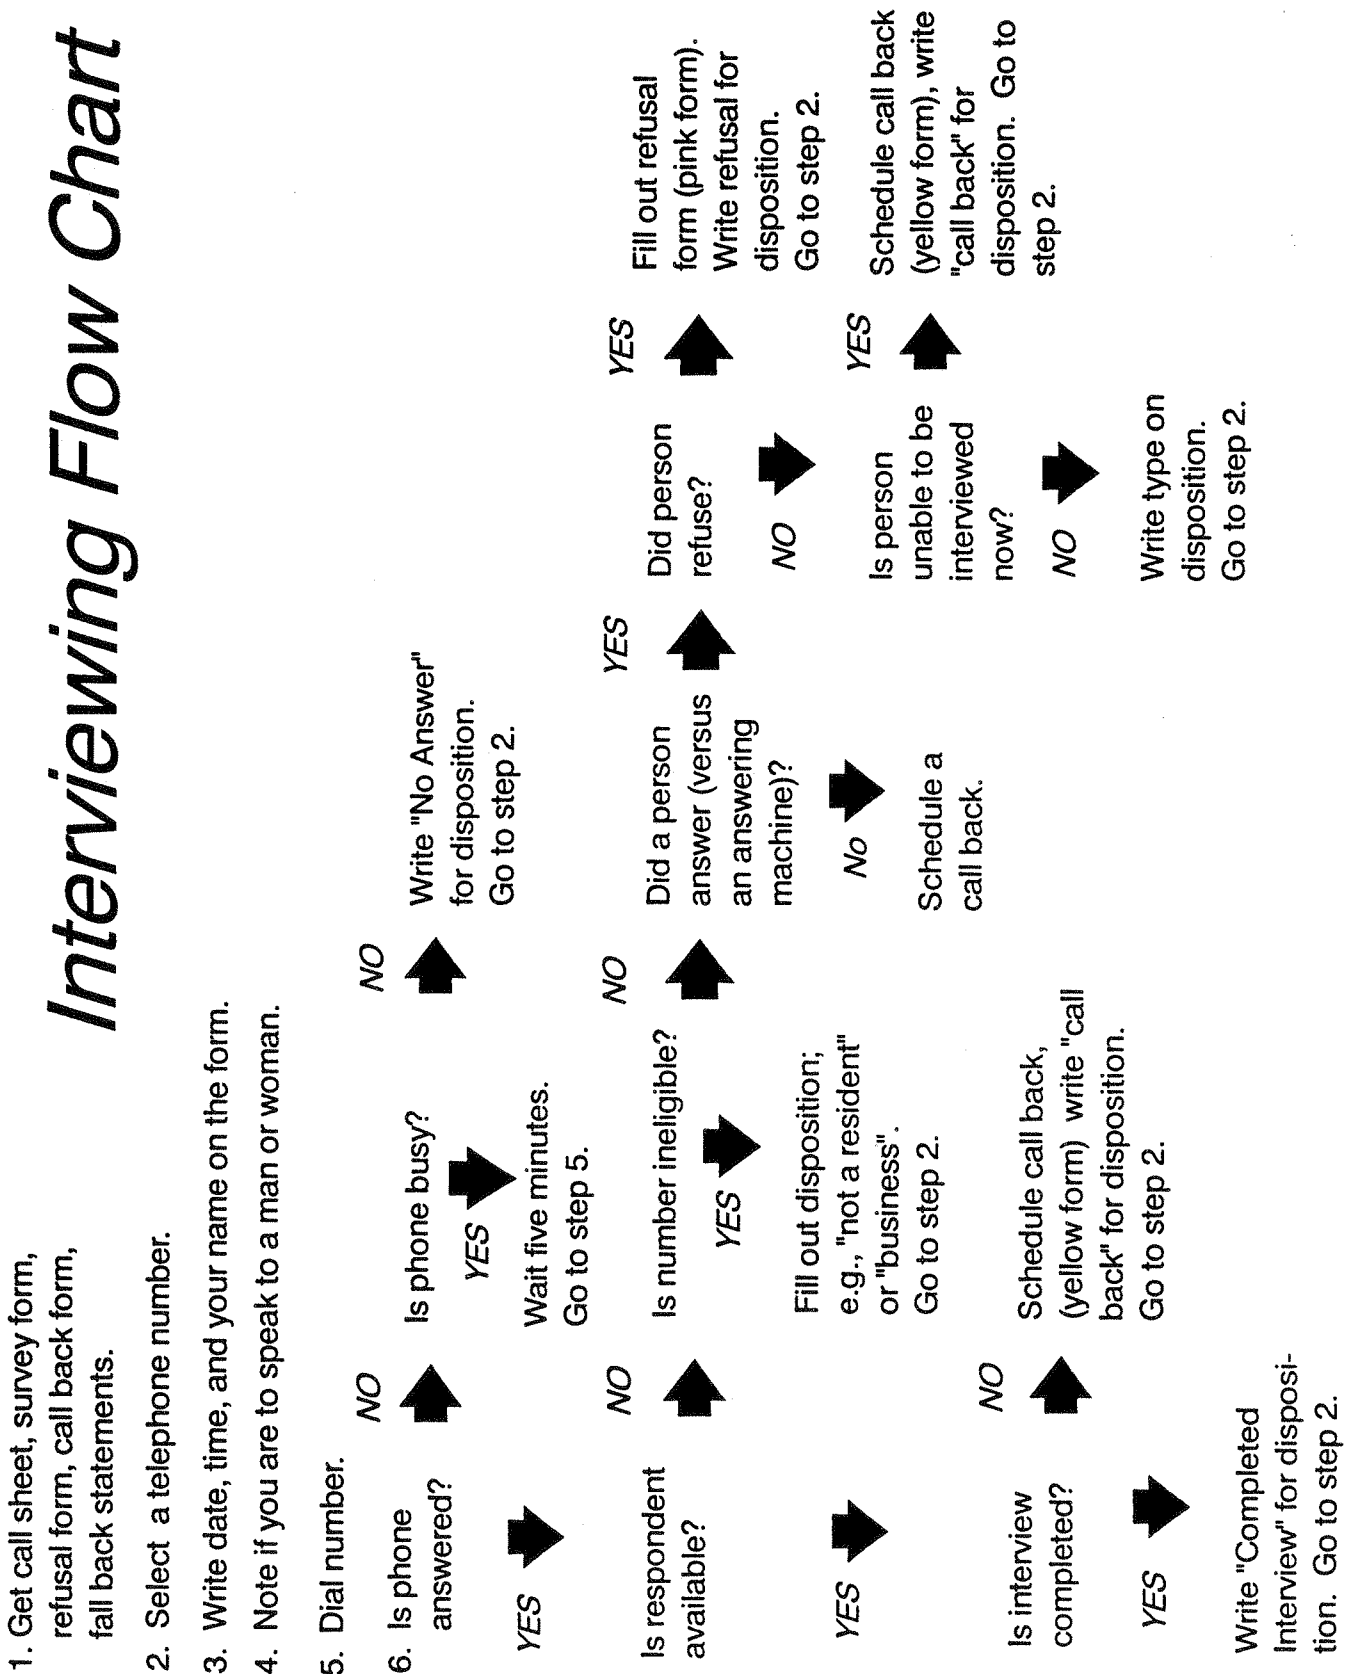 Interviewing Flow Chart
1. Get call sheet, survey form,
refusal form, call back form,
fall back statements.
2. Select a telephone number.
3. Write date, time, and your name on the form.
4. Note if you are to speak to a man or woman.
5. Dial number.
6. Is phone
answered?
NO
Is phone busy?
NO
Write "No Answer"
for disposition.
Go to step 2.
YES
Wait five minutes.
Go to step 5.
YES
Is respondent
available?
NO
Is number ineligible?
NO
Did a person
answer (versus
an answering
machine)?
YES
Did person
refuse?
YES
Fill out refusal
form (pink form).
Write refusal for
disposition.
Go to step 2.
NO
Is person
unable to be
interviewed
now?
YES
Schedule call back
(yellow form), write
"call back" for
disposition. Go to
step 2.
NO
Write type on
disposition.
Go to step 2.
No
Schedule a
call back.
YES
Fill out disposition;
e.g., "not a resident"
or "business".
Go to step 2.
YES
Is interview
completed?
NO
Schedule call back,
(yellow form) write "call
back" for disposition.
Go to step 2.
YES
Write "Completed
Interview" for disposi-
tion. Go to step 2.